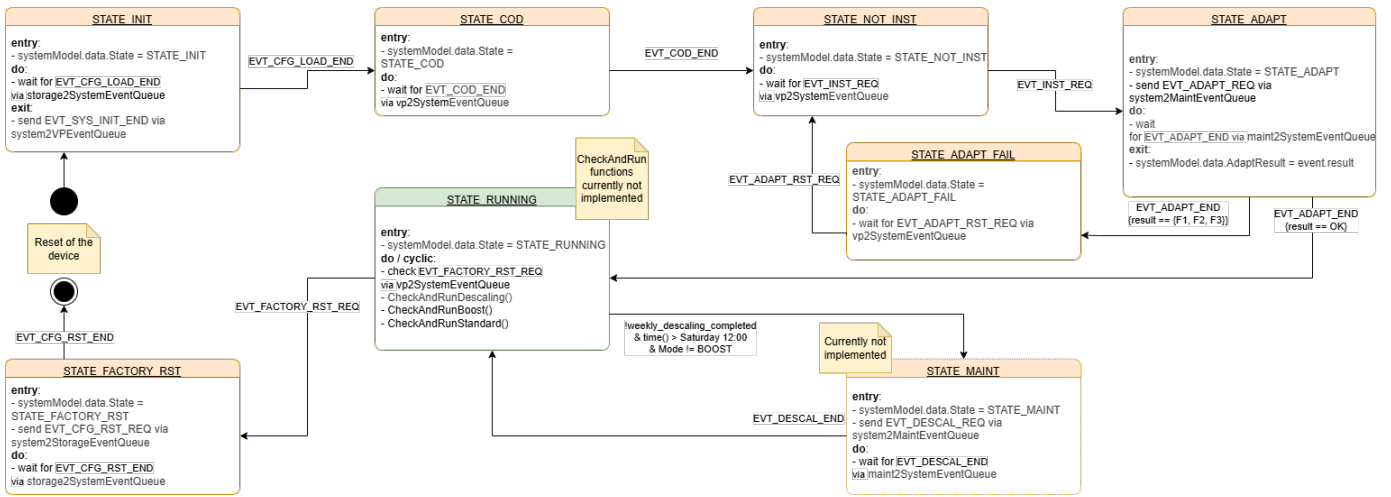 STATE_INIT
entry:
- systemModel.data.State = STATE_INIT
do:
- wait for EVT_CFG_LOAD_END
via storage2SystemEventQueue
exit:
- send EVT_SYS_INIT_END via
system2VPEventQueue
EVT_CFG_LOAD_END
STATE_COD
entry:
- systemModel.data.State =
STATE_COD
do:
- wait for EVT_COD_END
via vp2SystemEventQueue
EVT_COD_END
STATE_NOT_INST
entry:
- systemModel.data.State = STATE_NOT_INST
do:
- wait for EVT_INST_REQ
via vp2SystemEventQueue
EVT_INST_REQ
STATE_ADAPT
entry:
- systemModel.data.State = STATE_ADAPT
- send EVT_ADAPT_REQ via
system2MaintEventQueue
do:
- wait
for EVT_ADAPT_END via maint2SystemEventQueue
exit:
- systemModel.data.AdaptResult = event.result
CheckAndRun
functions
currently not
implemented
EVT_ADAPT_RST_REQ
STATE_ADAPT_FAIL
entry:
- systemModel.data.State =
STATE_ADAPT_FAIL
do:
- wait for EVT_ADAPT_RST_REQ via
vp2SystemEventQueue
EVT_ADAPT_END
{result == {F1, F2, F3}}
EVT_ADAPT_END
{result == OK}
Reset of the
device
STATE_RUNNING
entry:
- systemModel.data.State = STATE_RUNNING
do / cyclic:
- check EVT_FACTORY_RST_REQ
via vp2SystemEventQueue
- CheckAndRunDescaling()
- CheckAndRunBoost()
- CheckAndRunStandard()
EVT_FACTORY_RST_REQ
!weekly_descaling_completed
& time() > Saturday 12:00
& Mode != BOOST
Currently not
implemented
EVT_CFG_RST_END
STATE_FACTORY_RST
entry:
- systemModel.data.State =
STATE_FACTORY_RST
- send EVT_CFG_RST_REQ via
system2StorageEventQueue
do:
- wait for EVT_CFG_RST_END
via storage2SystemEventQueue
EVT_DESCAL_END
STATE_MAINT
entry:
- systemModel.data.State = STATE_MAINT
- send EVT_DESCAL_REQ via
system2MaintEventQueue
do:
- wait for EVT_DESCAL_END
via maint2SystemEventQueue